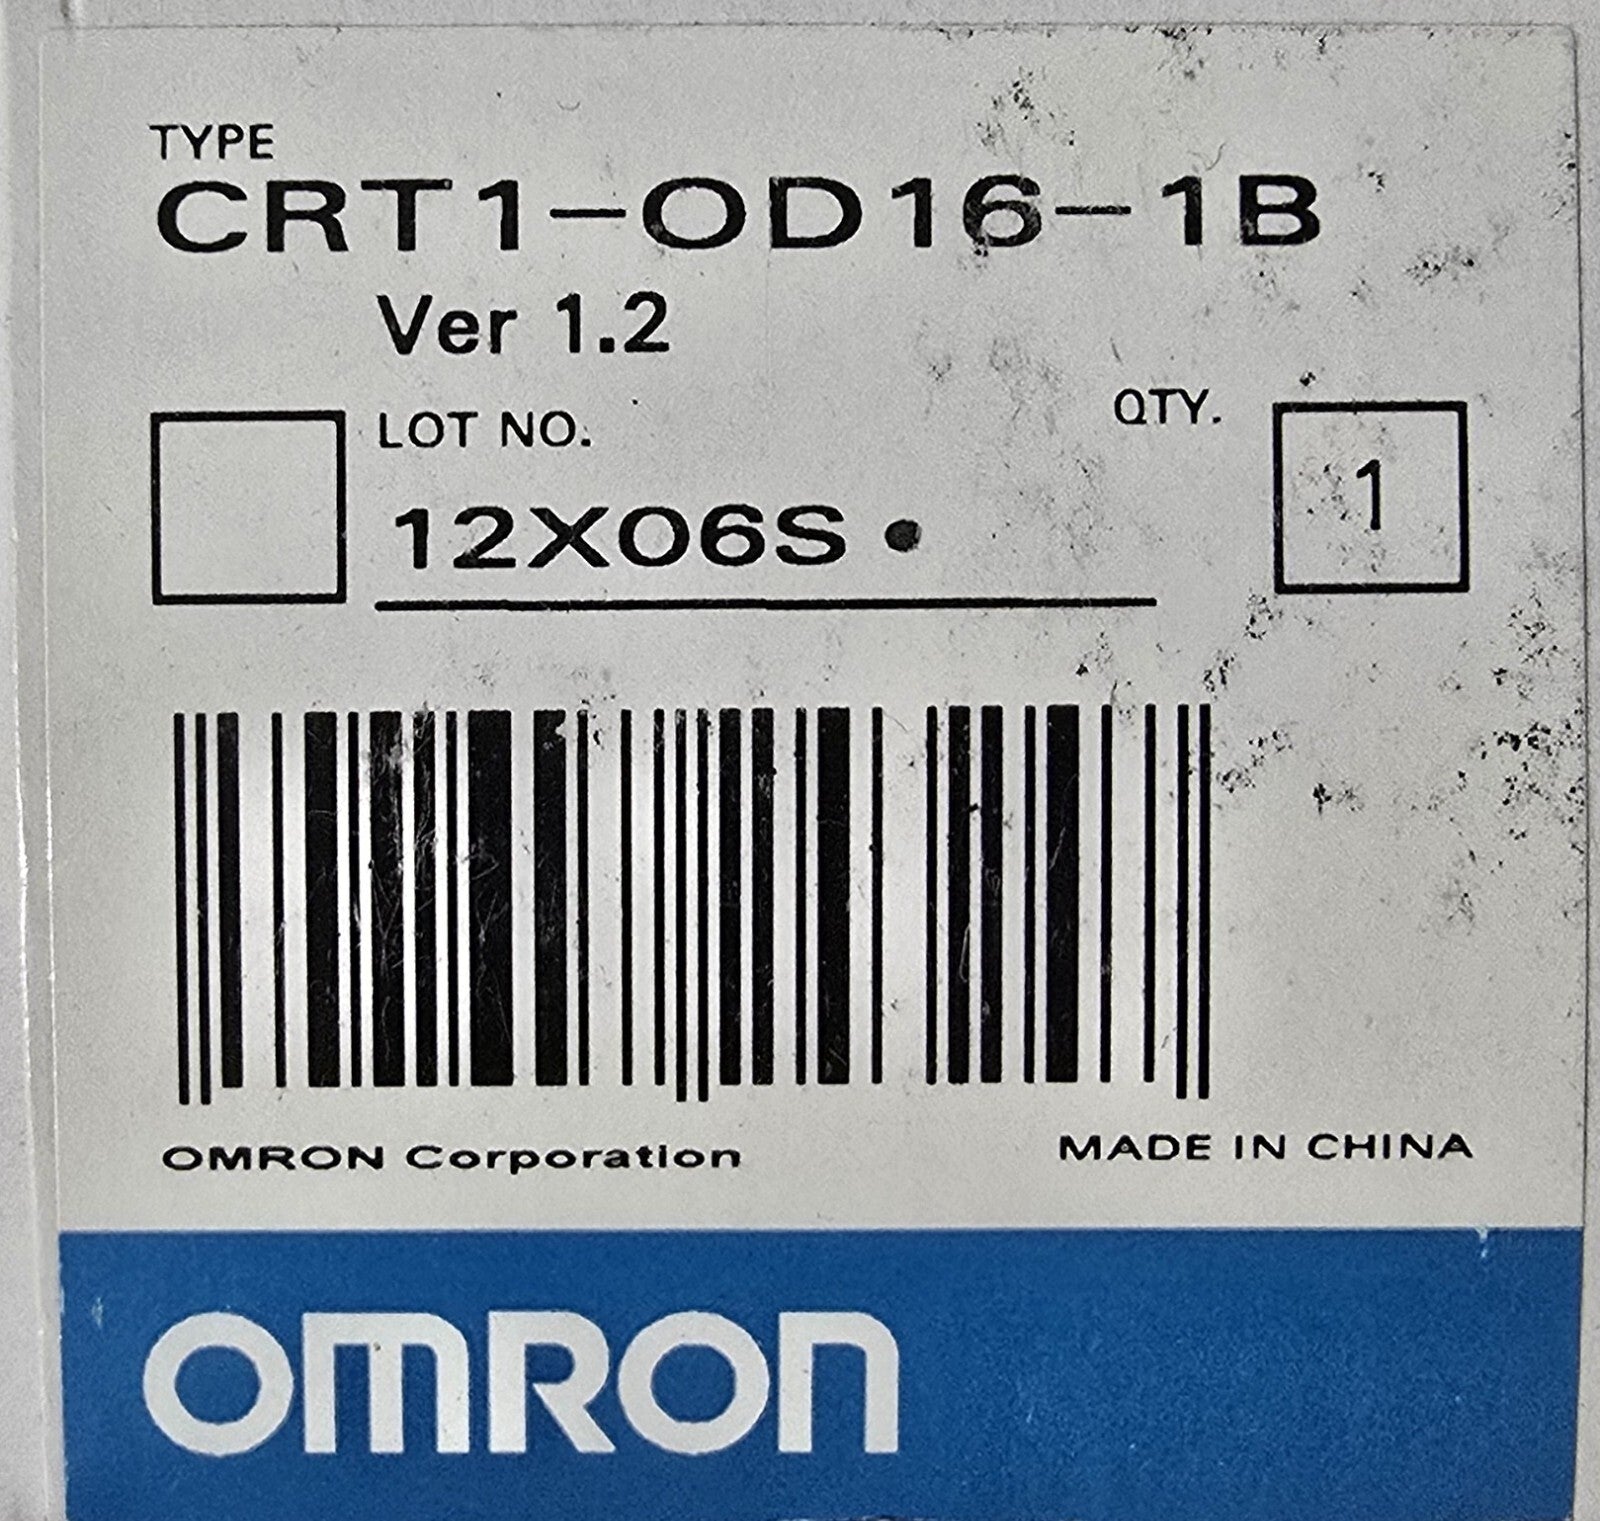 TYPE
CRT1-OD16-1B
Ver 1.2
LOT NO.
QTY.
12X06S •
1
OMRON Corporation
MADE IN CHINA
OMRON